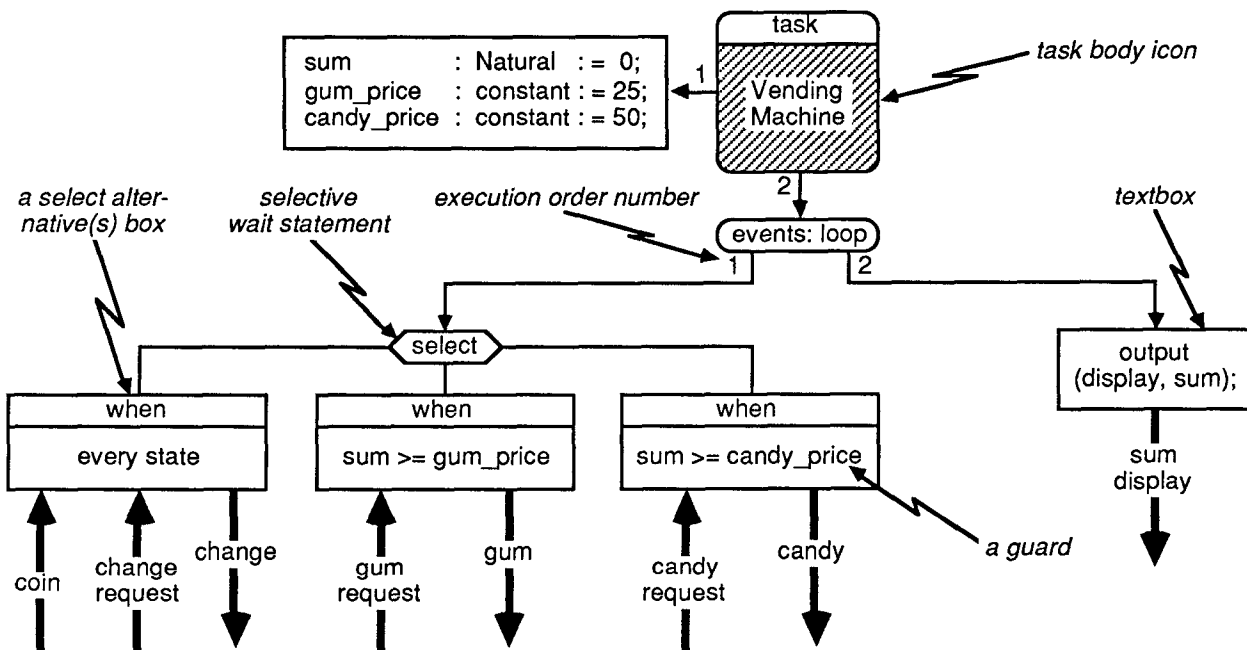 task
sum : Natural := 0;
gum_price : constant := 25;
candy_price : constant := 50;
1
Vending
Machine
task body icon
2
a select alter-
native(s) box
selective
wait statement
execution order number
textbox
events: loop
1
2
select
output
(display, sum);
when
when
when
every state
sum >= gum_price
sum >= candy_price
sum
display
a guard
coin
change
request
change
gum
request
gum
candy
request
candy